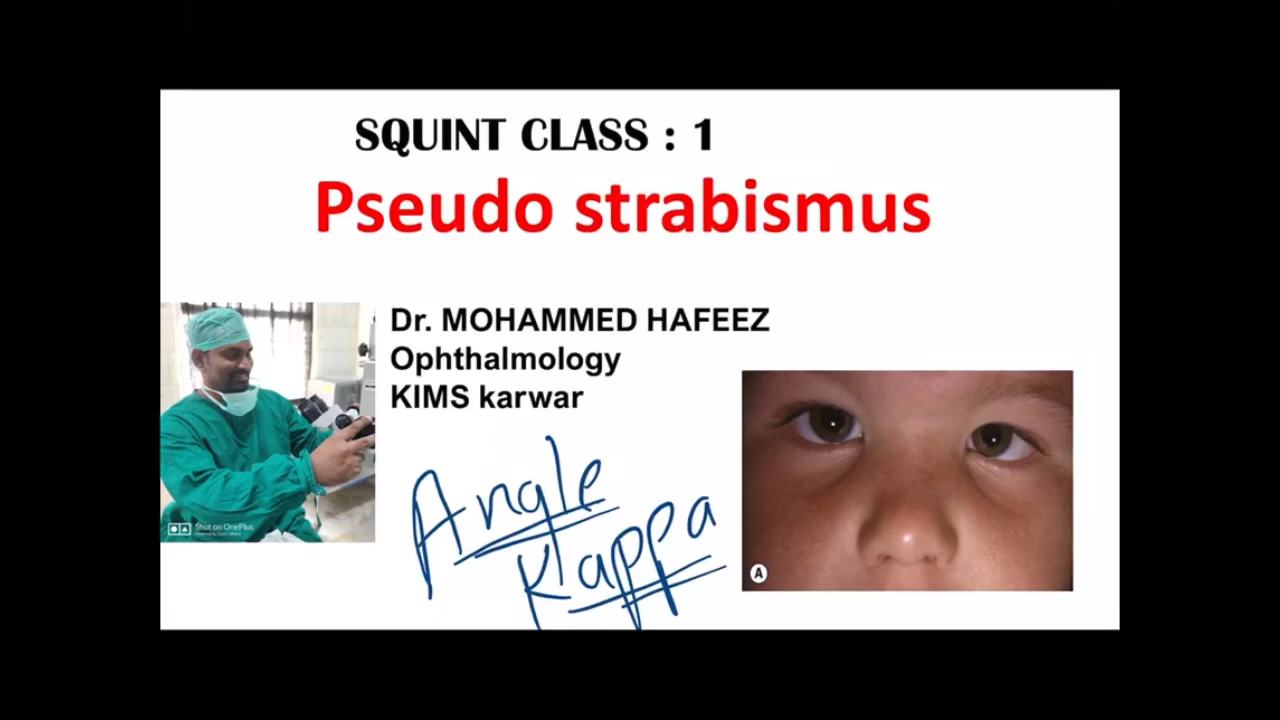 SQUINT CLASS : 1
Pseudo strabismus
Dr. MOHAMMED HAFEEZ
Ophthalmology
KIMS karwar
Angle
Kappa
Shot on OnePlus
A